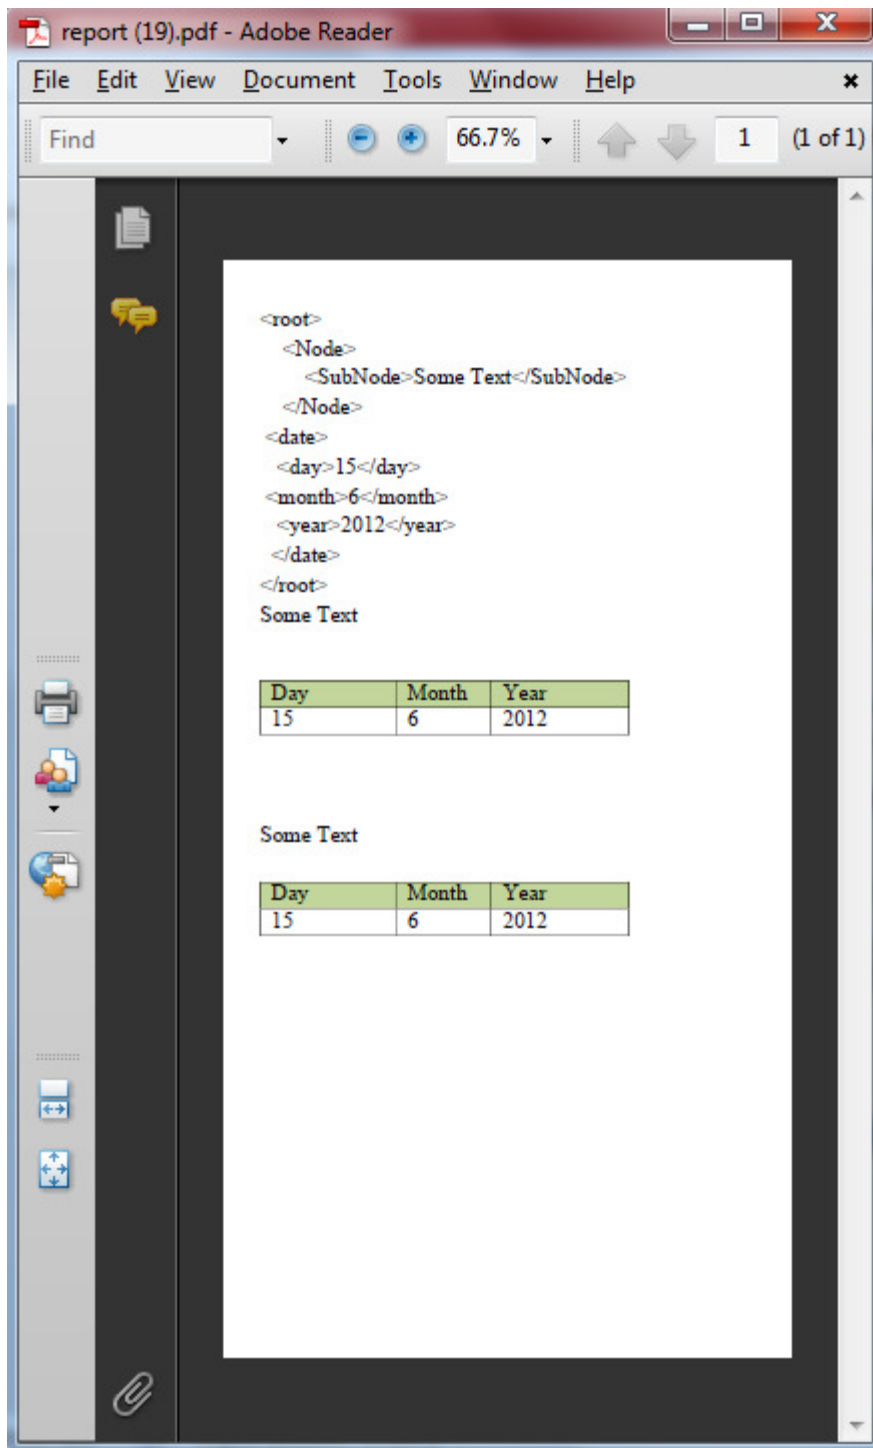 report (19).pdf - Adobe Reader
File Edit View Document Tools Window Help
Find 66.7% 1 (1 of 1)
<root>
<Node>
<SubNode>Some Text</SubNode>
</Node>
<date>
<day>15</day>
<month>6</month>
<year>2012</year>
</date>
</root>
Some Text
Day Month Year
15 6 2012
Some Text
Day Month Year
15 6 2012